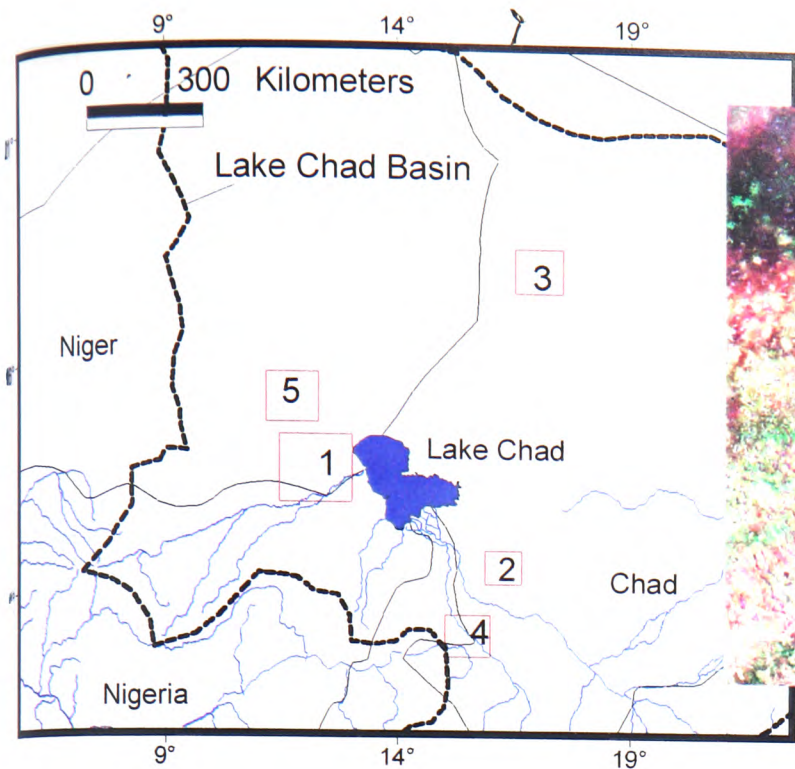 9° 14° 19°
0 300 Kilometers
Lake Chad Basin
3
Niger
5
1 Lake Chad
2
Chad
4
Nigeria
9° 14° 19°